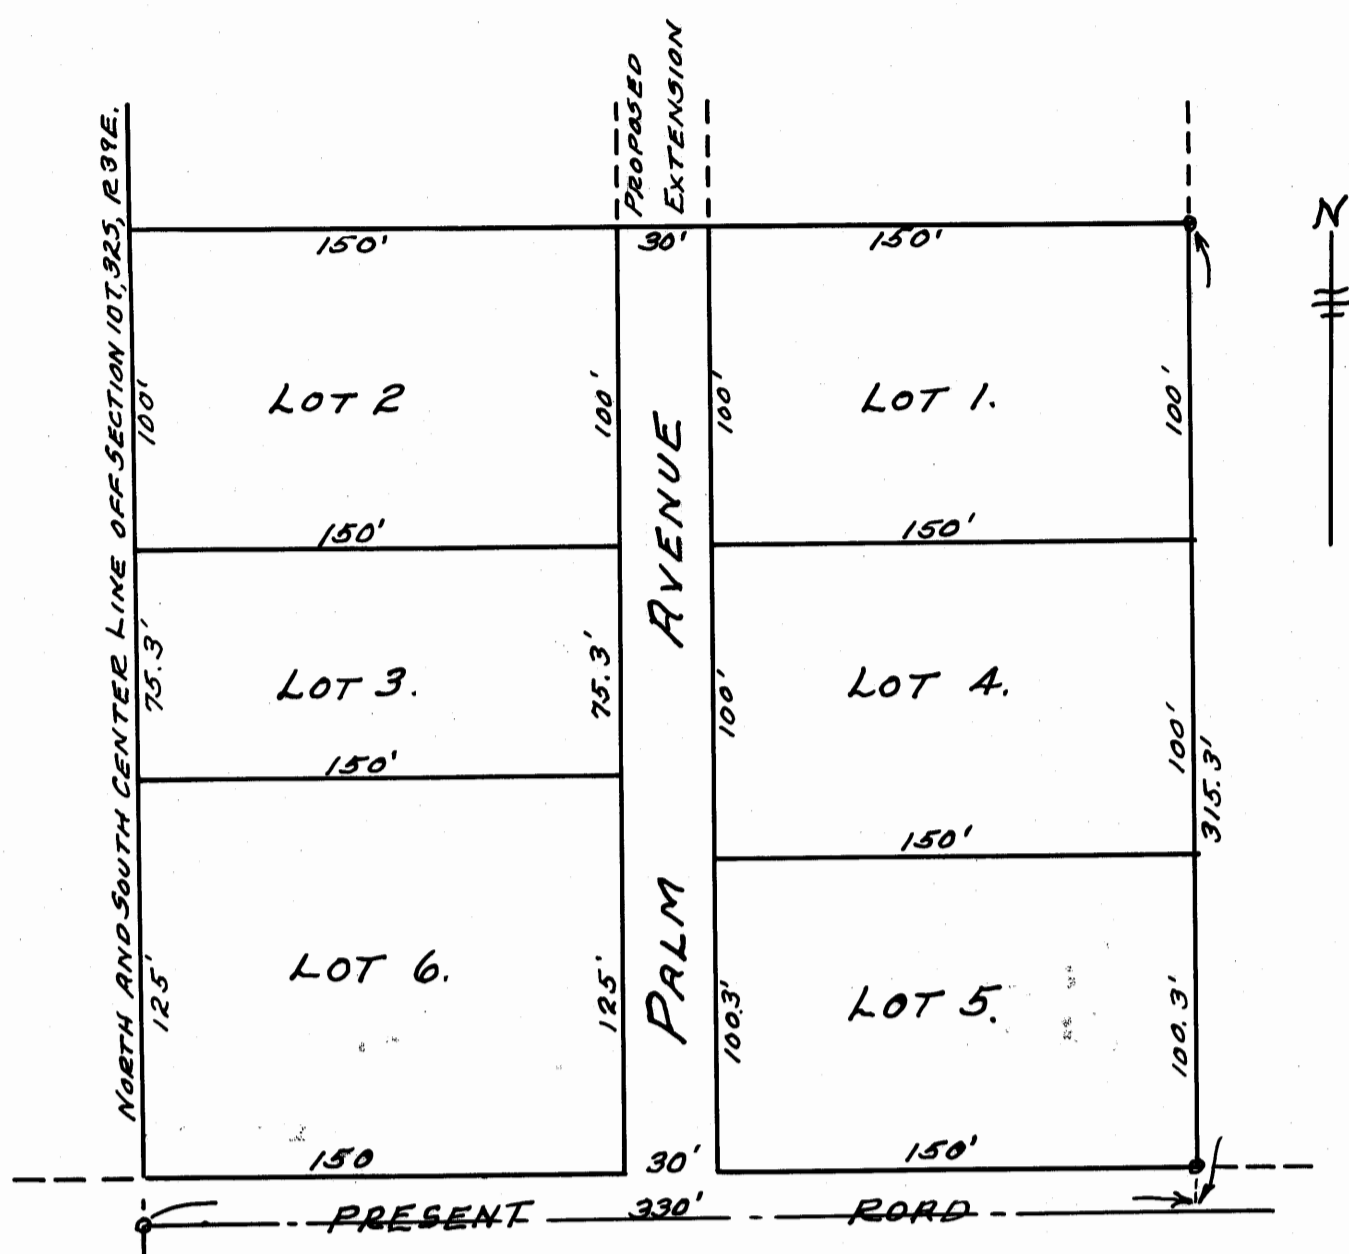 PROPOSED
EXTENSION
NORTH AND SOUTH CENTER LINE OFF SECTION 10T, 32S, R39E.
N
150'
30'
150'
100'
LOT 2
100'
100'
LOT 1.
100'
150'
150'
AVENUE
75.3'
LOT 3.
75.3'
100'
LOT 4.
100'
315.3'
150'
150'
PALM
125'
LOT 6.
125'
100.3'
LOT 5.
100.3'
150
30'
150'
PRESENT 330' ROAD